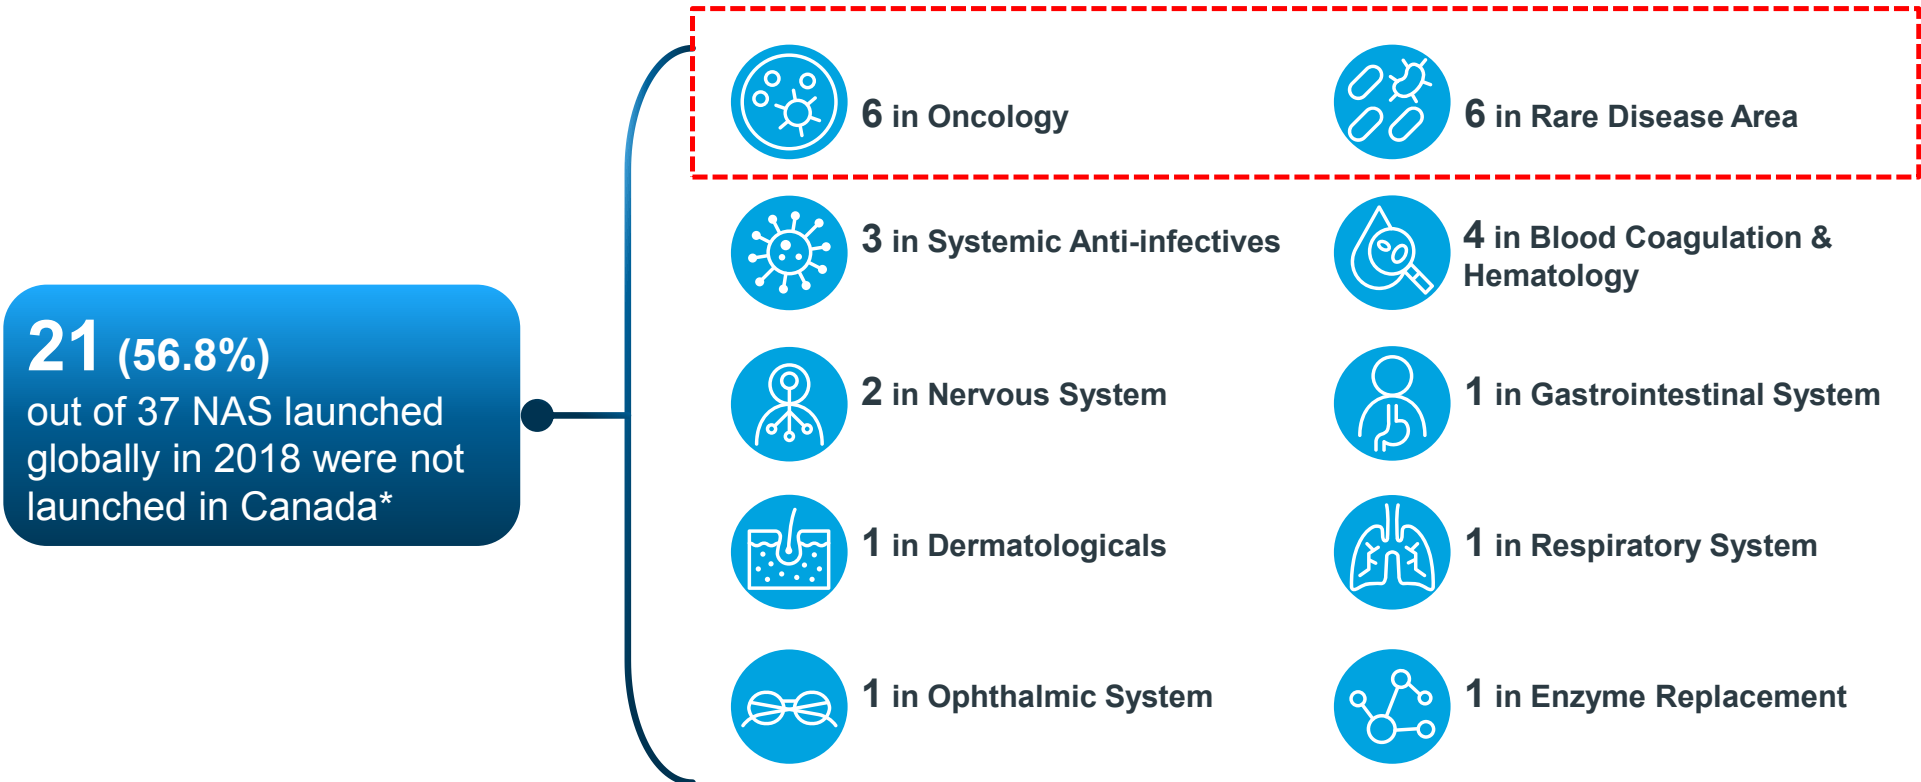 21 (56.8%)
out of 37 NAS launched
globally in 2018 were not
launched in Canada*
6 in Oncology
6 in Rare Disease Area
3 in Systemic Anti-infectives
4 in Blood Coagulation &
Hematology
2 in Nervous System
1 in Gastrointestinal System
1 in Dermatologicals
1 in Respiratory System
1 in Ophthalmic System
1 in Enzyme Replacement